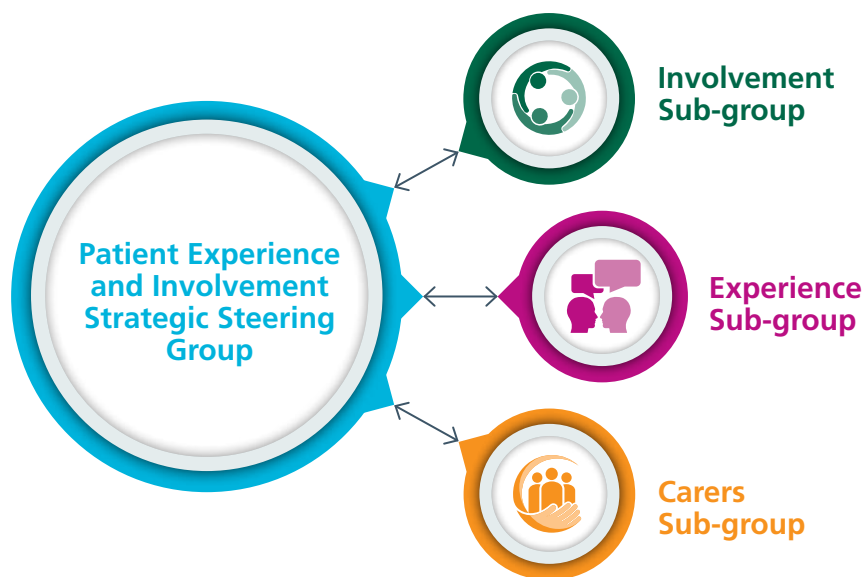 Patient Experience
and Involvement
Strategic Steering
Group
Involvement
Sub-group
Experience
Sub-group
Carers
Sub-group